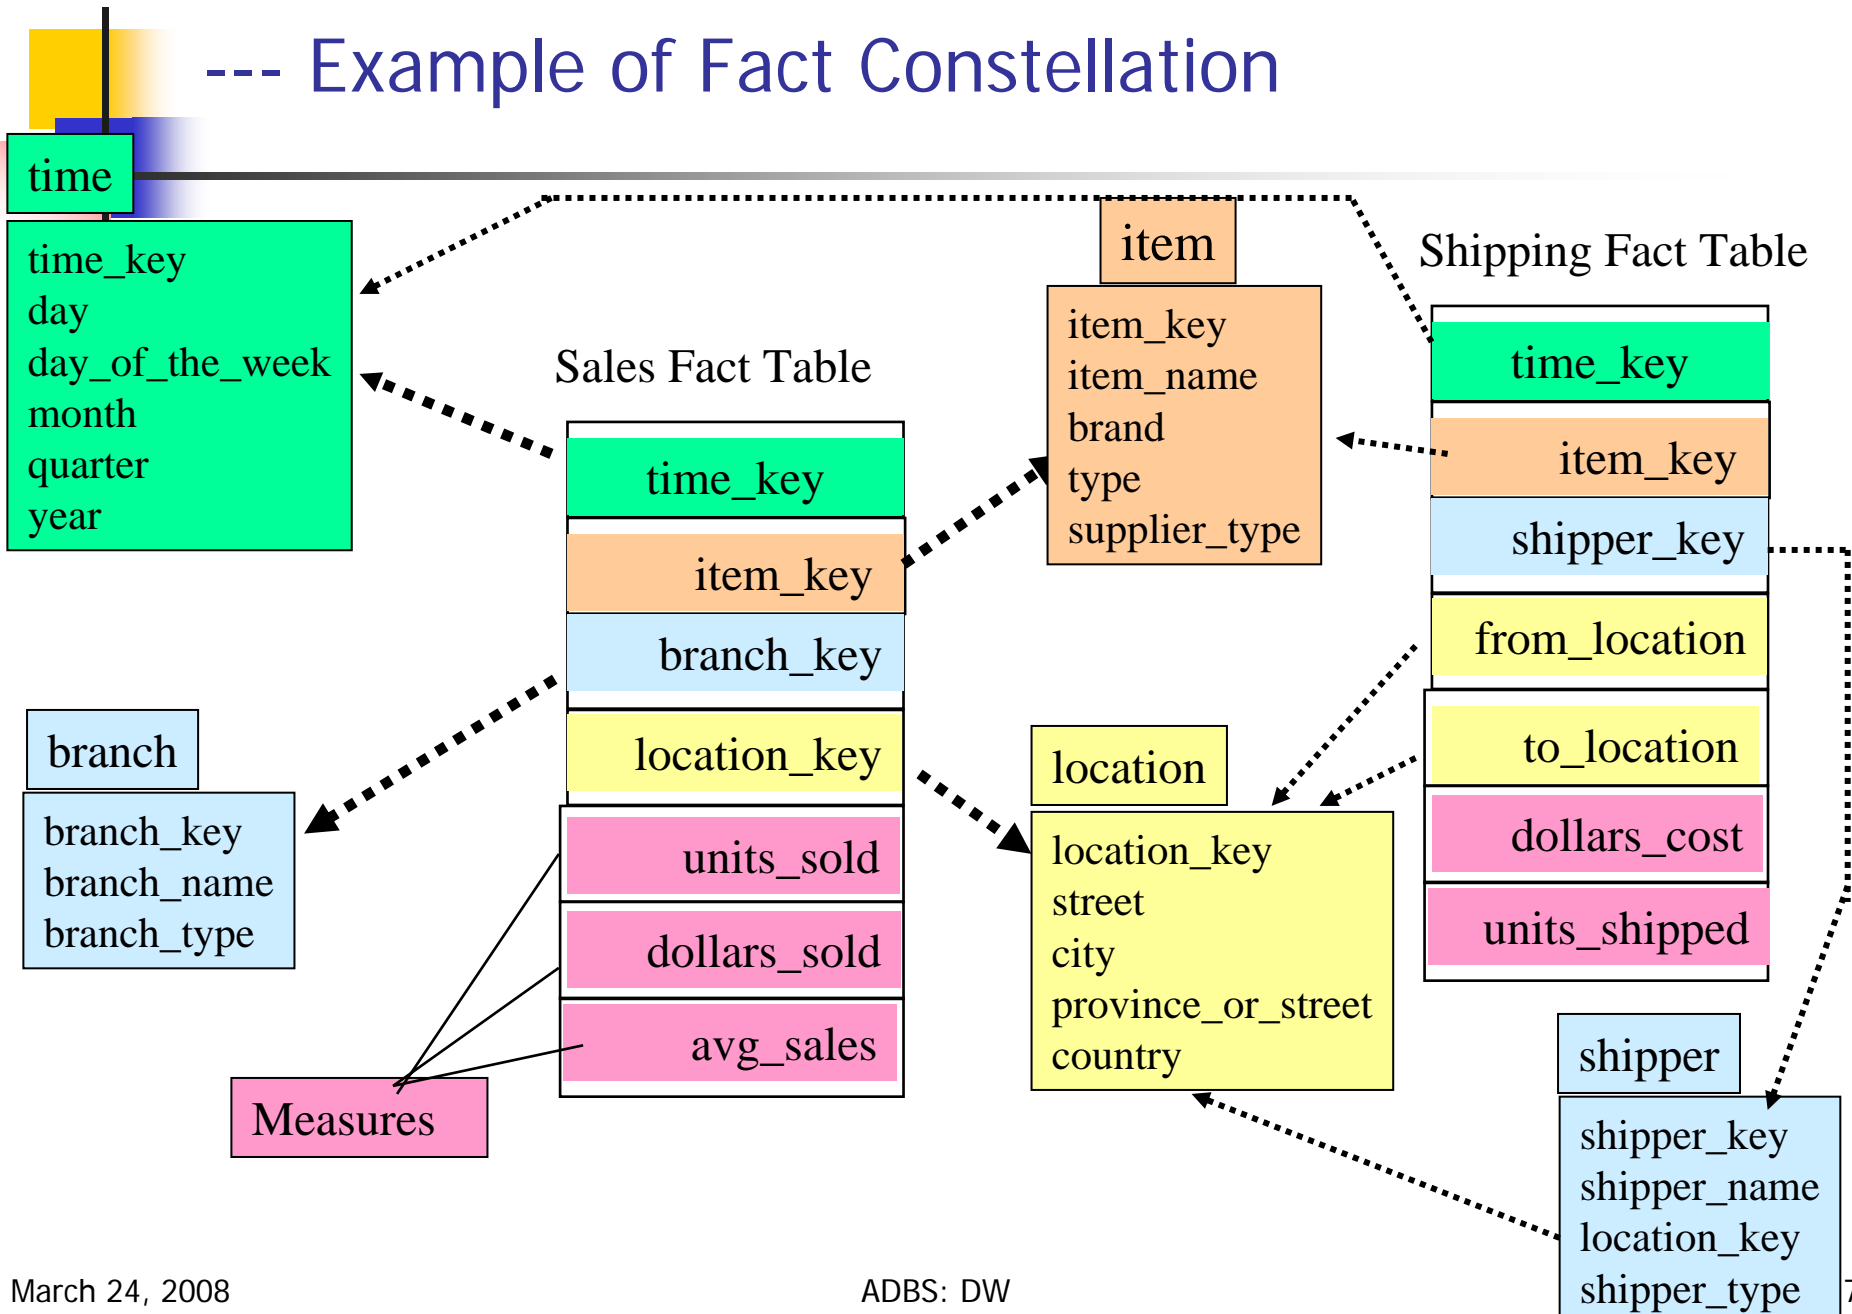 --- Example of Fact Constellation
time
time_key
day
day_of_the_week
month
quarter
year
Sales Fact Table
time_key
item_key
branch_key
location_key
units_sold
dollars_sold
avg_sales
Measures
branch
branch_key
branch_name
branch_type
item
item_key
item_name
brand
type
supplier_type
location
location_key
street
city
province_or_street
country
Shipping Fact Table
time_key
item_key
shipper_key
from_location
to_location
dollars_cost
units_shipped
shipper
shipper_key
shipper_name
location_key
shipper_type
March 24, 2008
ADBS: DW